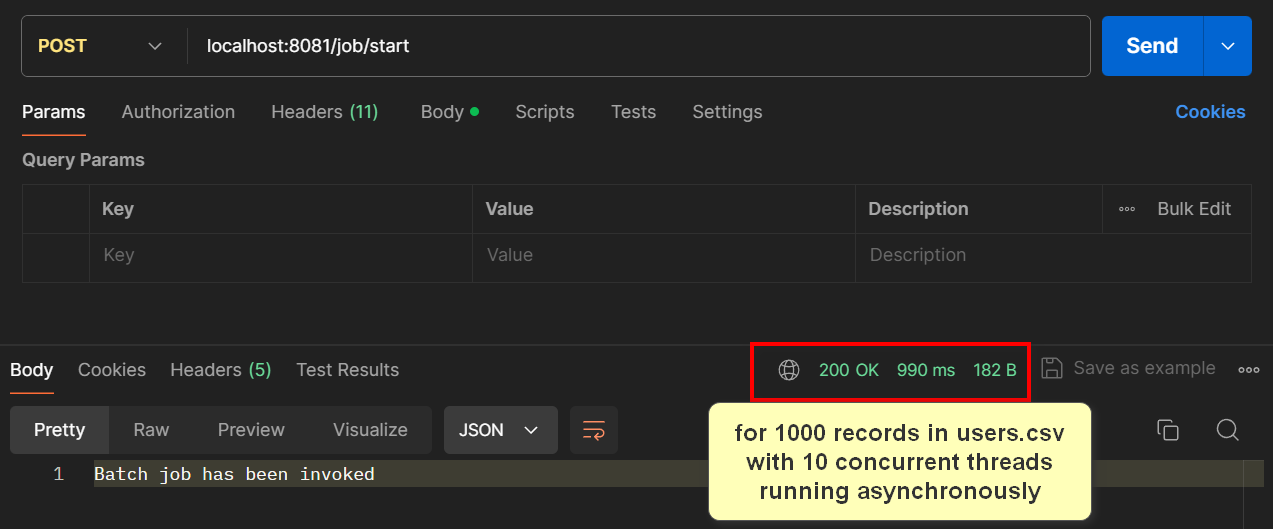 POST localhost:8081/job/start Send
Params Authorization Headers (11) Body Scripts Tests Settings Cookies
Query Params
Key Value Description Bulk Edit
Key Value Description
Body Cookies Headers (5) Test Results 200 OK 990 ms 182 B Save as example
Pretty Raw Preview Visualize JSON
1 Batch job has been invoked
for 1000 records in users.csv
with 10 concurrent threads
running asynchronously